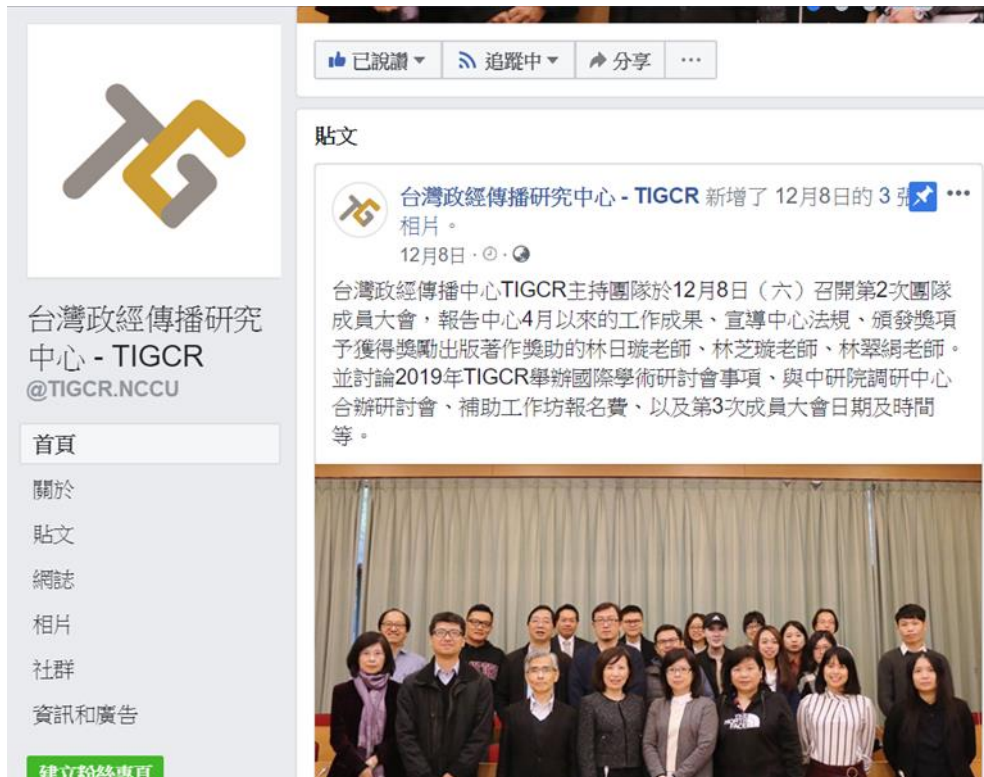 已說讚 追蹤中 分享 ...
貼文
台灣政經傳播研究中心 - TIGCR 新增了 12月8日的 3 張
相片。
12月8日
台灣政經傳播中心TIGCR主持團隊於12月8日（六）召開第2次團隊
成員大會，報告中心4月以來的工作成果、宣導中心法規、頒發獎項
予獲得獎勵出版著作獎助的林日璇老師、林芝璇老師、林翠絹老師。
並討論2019年TIGCR舉辦國際學術研討會事項、與中研院調研中心
合辦研討會、補助工作坊報名費、以及第3次成員大會日期及時間
等。
台灣政經傳播研究
中心 - TIGCR
@TIGCR.NCCU
首頁
關於
貼文
網誌
相片
社群
資訊和廣告
建立粉絲專頁